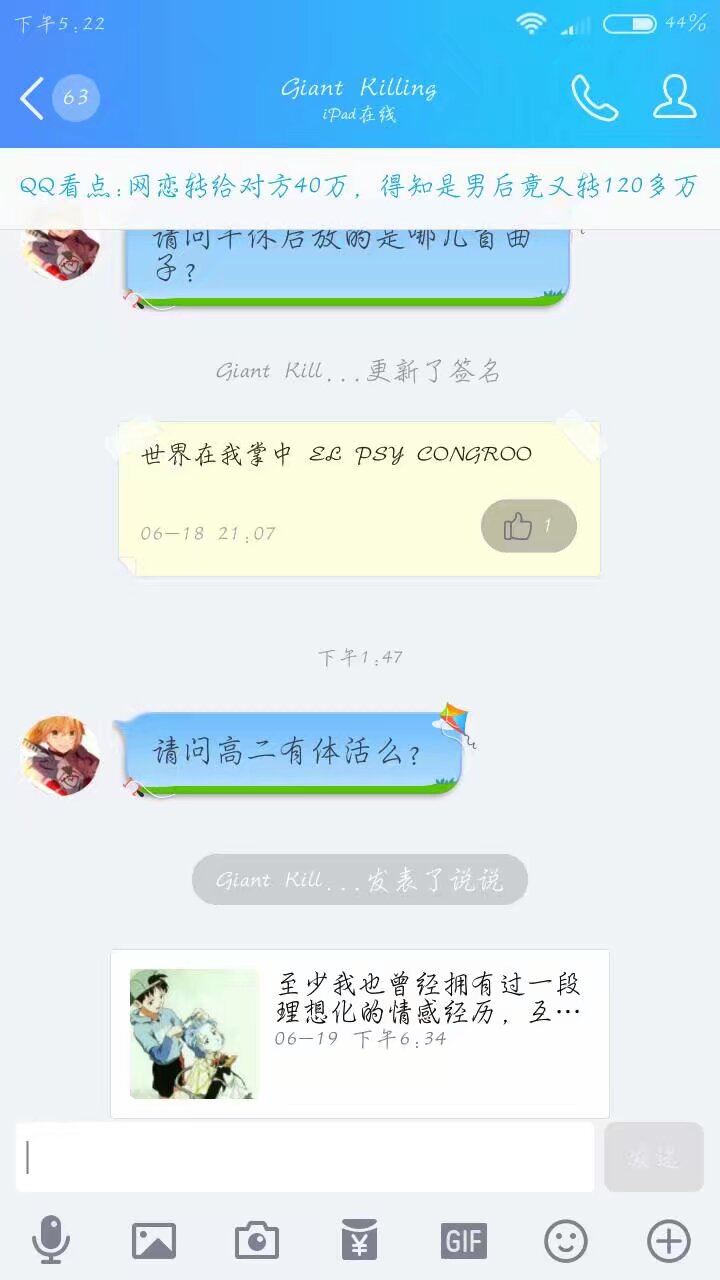 下午5:22
44%
63
Giant Killing
iPad在线
QQ看点:网恋转给对方40万，得知是男后竟又转120多万
请问午休后放的是哪几首曲
子？
Giant Kill...更新了签名
世界在我掌中 EL PSY CONGROO
06-18 21:07
1
下午1:47
请问高二有体活么？
Giant Kill...发表了说说
至少我也曾经拥有过一段
理想化的情感经历，互…
06-19 下午6:34
发送
¥
GIF